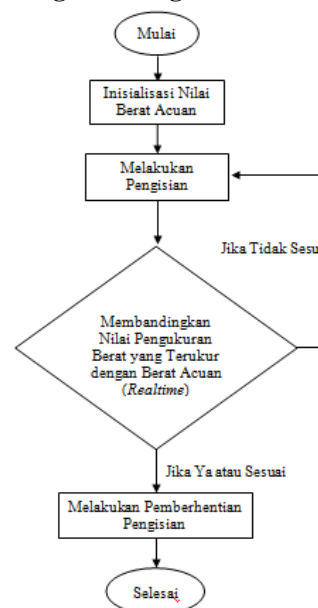 Mulai
Inisialisasi Nilai
Berat Acuan
Melakukan
Pengisian
Jika Tidak Sesu
Membandingkan
Nilai Pengukuran
Berat yang Terukur
dengan Berat Acuan
(Realtime)
Jika Ya atau Sesuai
Melakukan Pemberhentian
Pengisian
Selesai